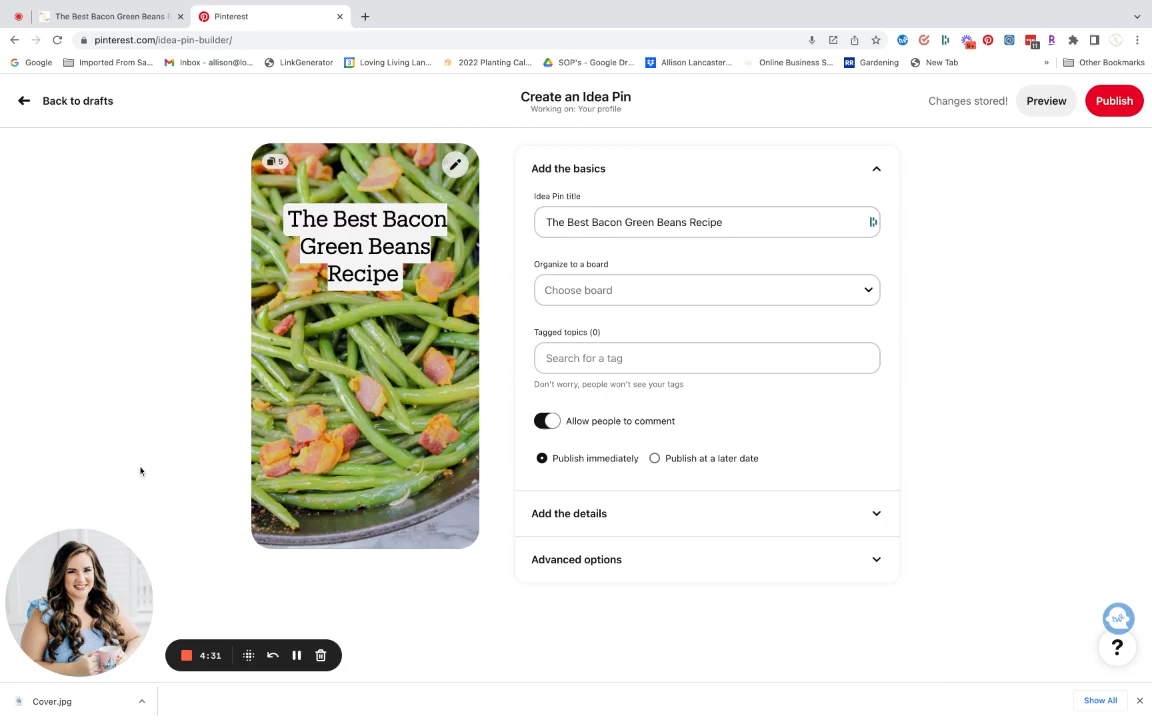 The Best Bacon Green Beans R
Pinterest
pinterest.com/idea-pin-builder/
9+
11
Google
Imported From Sa...
Inbox - allison@lo...
LinkGenerator
Loving Living Lan...
2022 Planting Cal...
SOP's - Google Dr...
Allison Lancaster...
Online Business S...
RR
Gardening
New Tab
»
Other Bookmarks
Back to drafts
Create an Idea Pin
Working on: Your profile
Changes stored!
Preview
Publish
5
The Best Bacon
Green Beans
Recipe
Add the basics
Idea Pin title
The Best Bacon Green Beans Recipe
Organize to a board
Choose board
Tagged topics (0)
Search for a tag
Don't worry, people won't see your tags
Allow people to comment
Publish immediately
Publish at a later date
Add the details
Advanced options
4:31
?
Cover.jpg
Show All